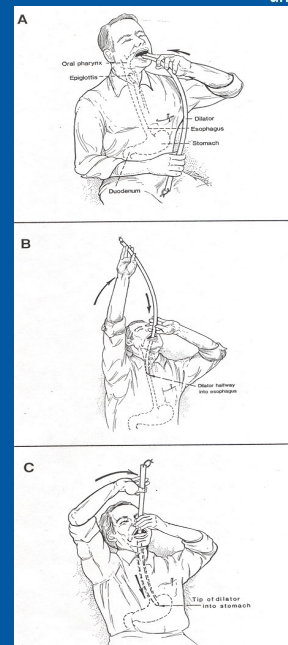 A
Oral pharynx
Epiglottis
Dilator
Esophagus
Stomach
Duodenum
B
Dilator halfway
into esophagus
C
Tip of dilator
into stomach